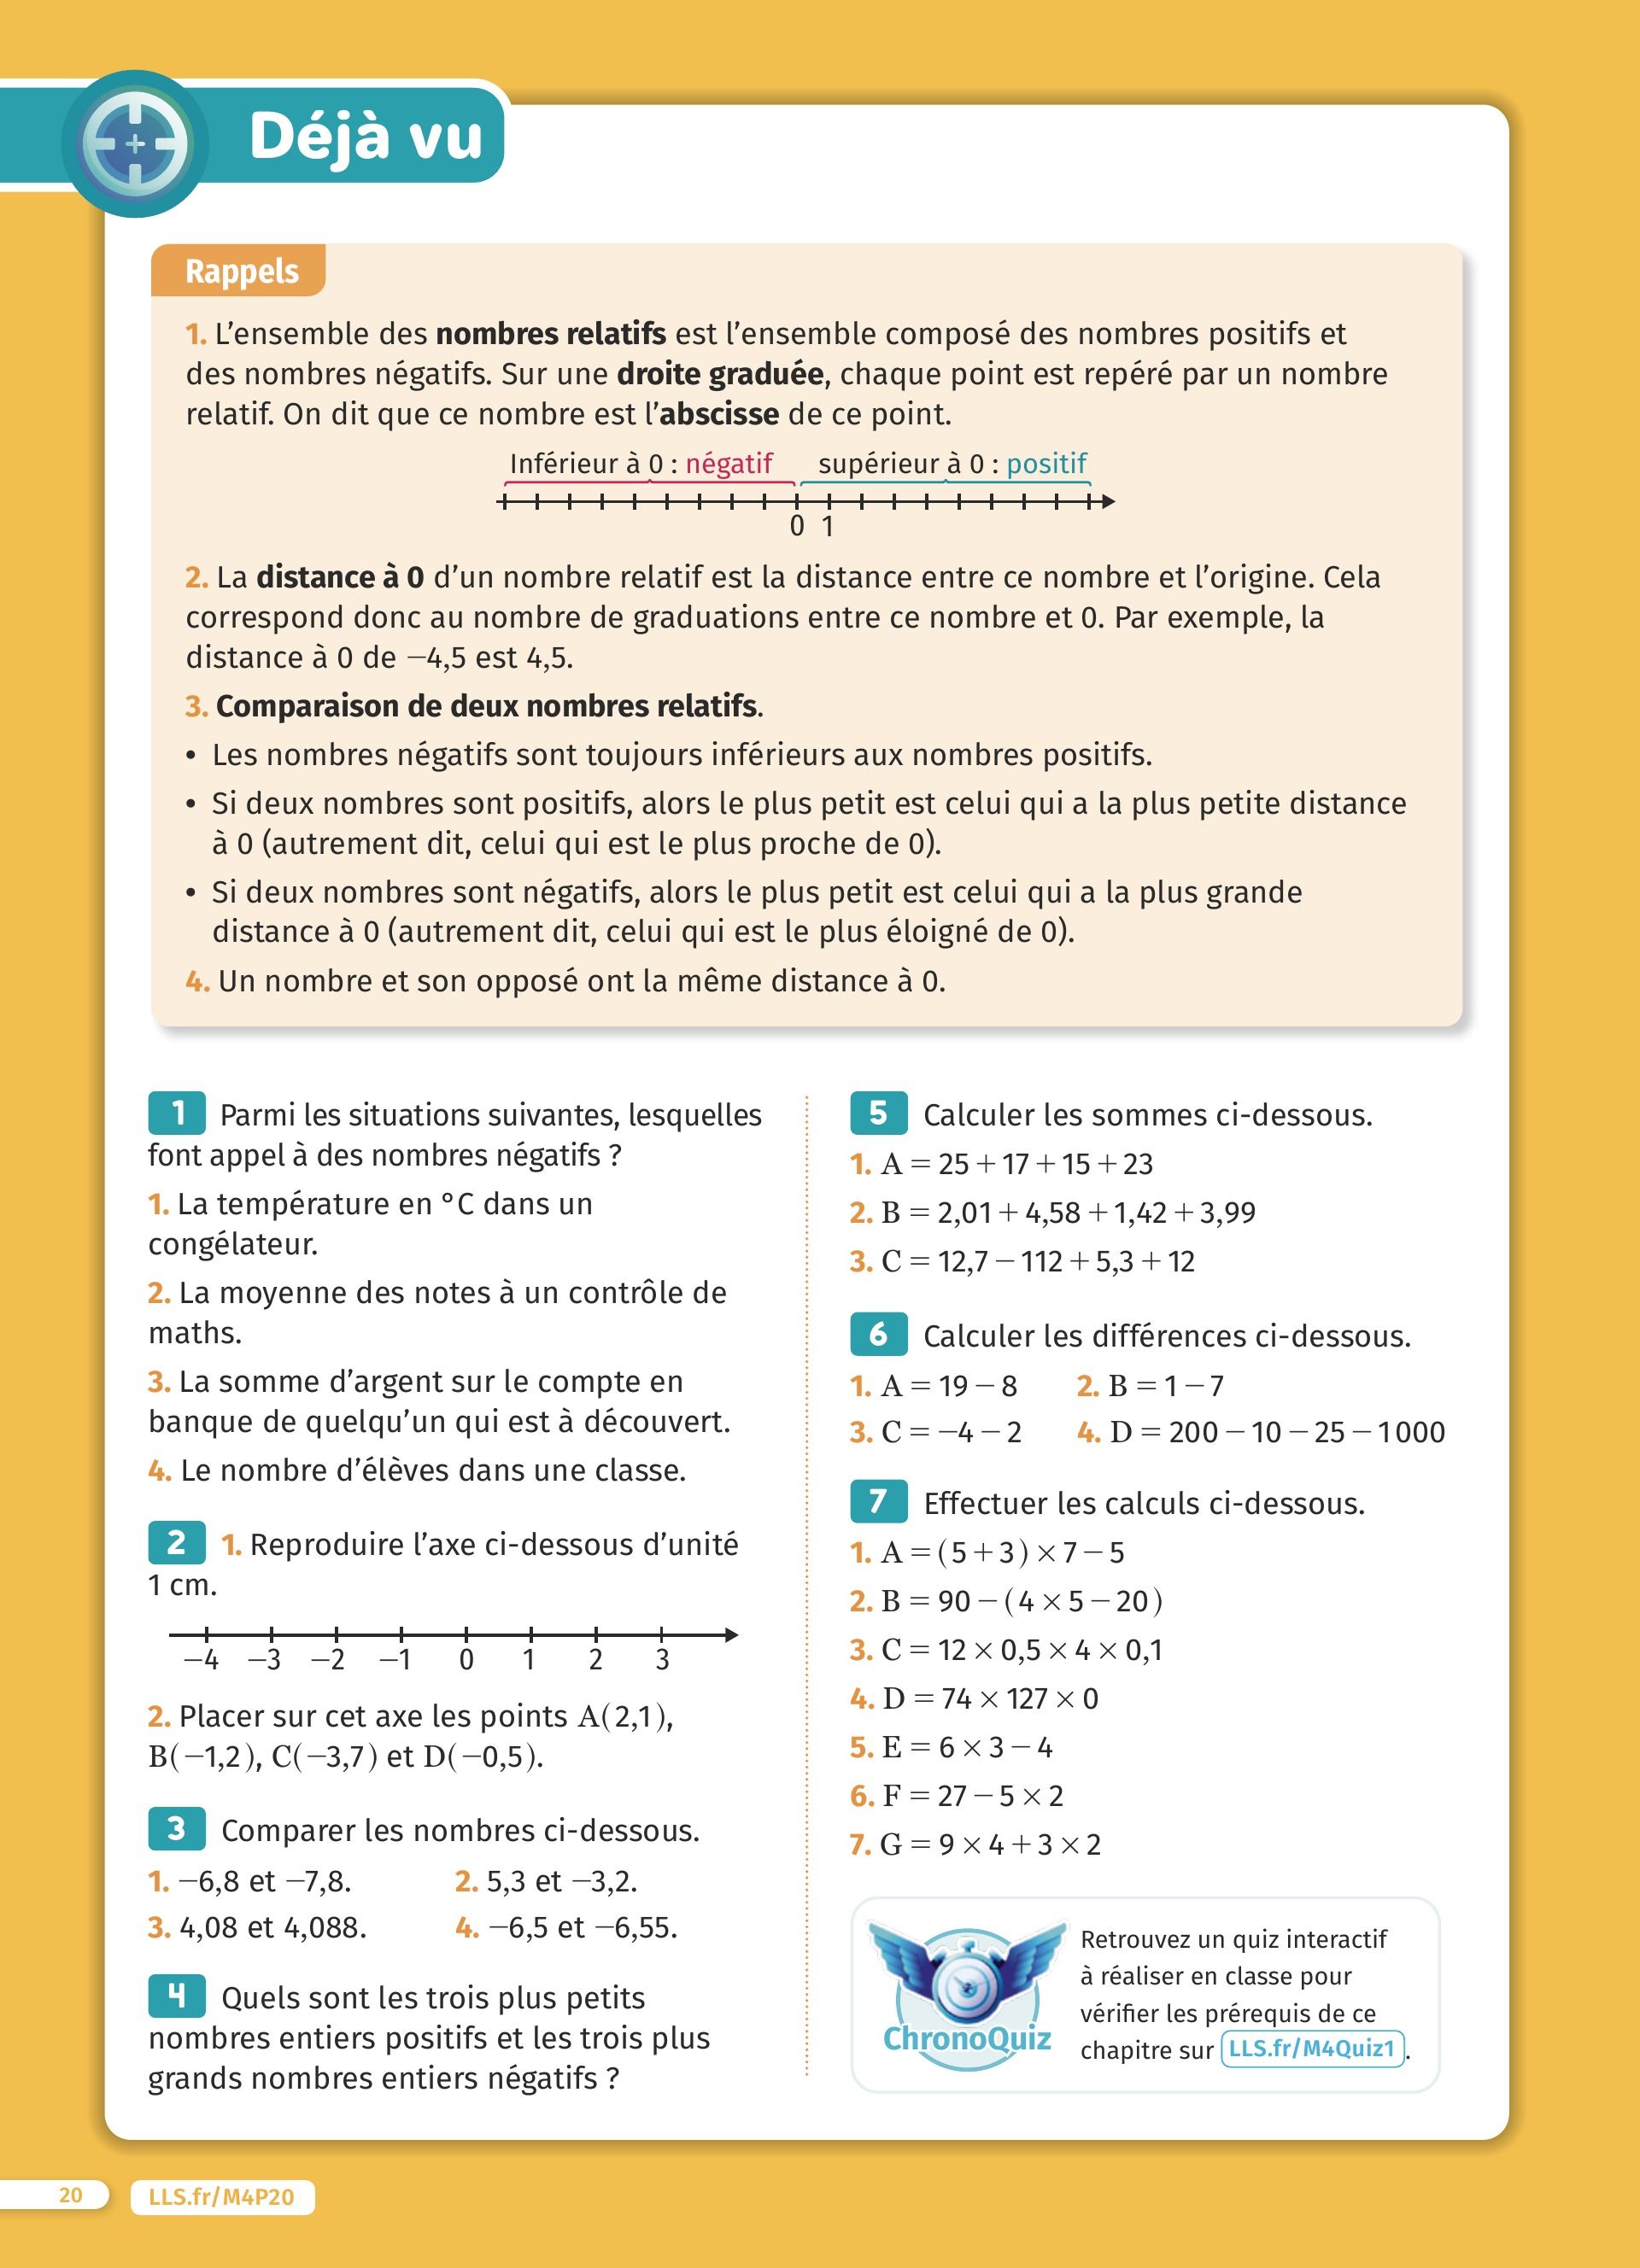 Déjà vu
Rappels
1. L’ensemble des nombres relatifs est l’ensemble composé des nombres positifs et
des nombres négatifs. Sur une droite graduée, chaque point est repéré par un nombre
relatif. On dit que ce nombre est l’abscisse de ce point.
Inférieur à 0 : négatif supérieur à 0 : positif
0 1
2. La distance à 0 d’un nombre relatif est la distance entre ce nombre et l’origine. Cela
correspond donc au nombre de graduations entre ce nombre et 0. Par exemple, la
distance à 0 de −4,5 est 4,5.
3. Comparaison de deux nombres relatifs.
• Les nombres négatifs sont toujours inférieurs aux nombres positifs.
• Si deux nombres sont positifs, alors le plus petit est celui qui a la plus petite distance
à 0 (autrement dit, celui qui est le plus proche de 0).
• Si deux nombres sont négatifs, alors le plus petit est celui qui a la plus grande
distance à 0 (autrement dit, celui qui est le plus éloigné de 0).
4. Un nombre et son opposé ont la même distance à 0.
1 Parmi les situations suivantes, lesquelles
font appel à des nombres négatifs ?
1. La température en °C dans un
congélateur.
2. La moyenne des notes à un contrôle de
maths.
3. La somme d’argent sur le compte en
banque de quelqu’un qui est à découvert.
4. Le nombre d’élèves dans une classe.
2 1. Reproduire l’axe ci-dessous d’unité
1 cm.
−4 −3 −2 −1 0 1 2 3
2. Placer sur cet axe les points A(2,1),
B(−1,2), C(−3,7) et D(−0,5).
3 Comparer les nombres ci-dessous.
1. −6,8 et −7,8. 2. 5,3 et −3,2.
3. 4,08 et 4,088. 4. −6,5 et −6,55.
4 Quels sont les trois plus petits
nombres entiers positifs et les trois plus
grands nombres entiers négatifs ?
5 Calculer les sommes ci-dessous.
1. A = 25 + 17 + 15 + 23
2. B = 2,01 + 4,58 + 1,42 + 3,99
3. C = 12,7 − 112 + 5,3 + 12
6 Calculer les différences ci-dessous.
1. A = 19 − 8 2. B = 1 − 7
3. C = −4 − 2 4. D = 200 − 10 − 25 − 1 000
7 Effectuer les calculs ci-dessous.
1. A = (5 + 3) × 7 − 5
2. B = 90 − (4 × 5 − 20)
3. C = 12 × 0,5 × 4 × 0,1
4. D = 74 × 127 × 0
5. E = 6 × 3 − 4
6. F = 27 − 5 × 2
7. G = 9 × 4 + 3 × 2
ChronoQuiz
Retrouvez un quiz interactif
à réaliser en classe pour
vérifier les prérequis de ce
chapitre sur LLS.fr/M4Quiz1.
20 LLS.fr/M4P20